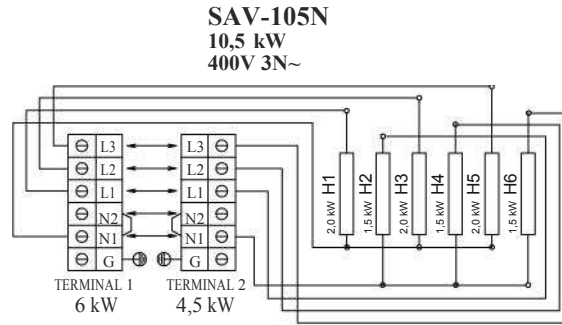 SAV-105N
10,5 kW
400V 3N~
L3
L2
L1
N2
N1
G
TERMINAL 1
6 kW
L3
L2
L1
N2
N1
G
TERMINAL 2
4,5 kW
H1
2,0 kW
H2
1,5 kW
H3
2,0 kW
H4
1,5 kW
H5
2,0 kW
H6
1,5 kW